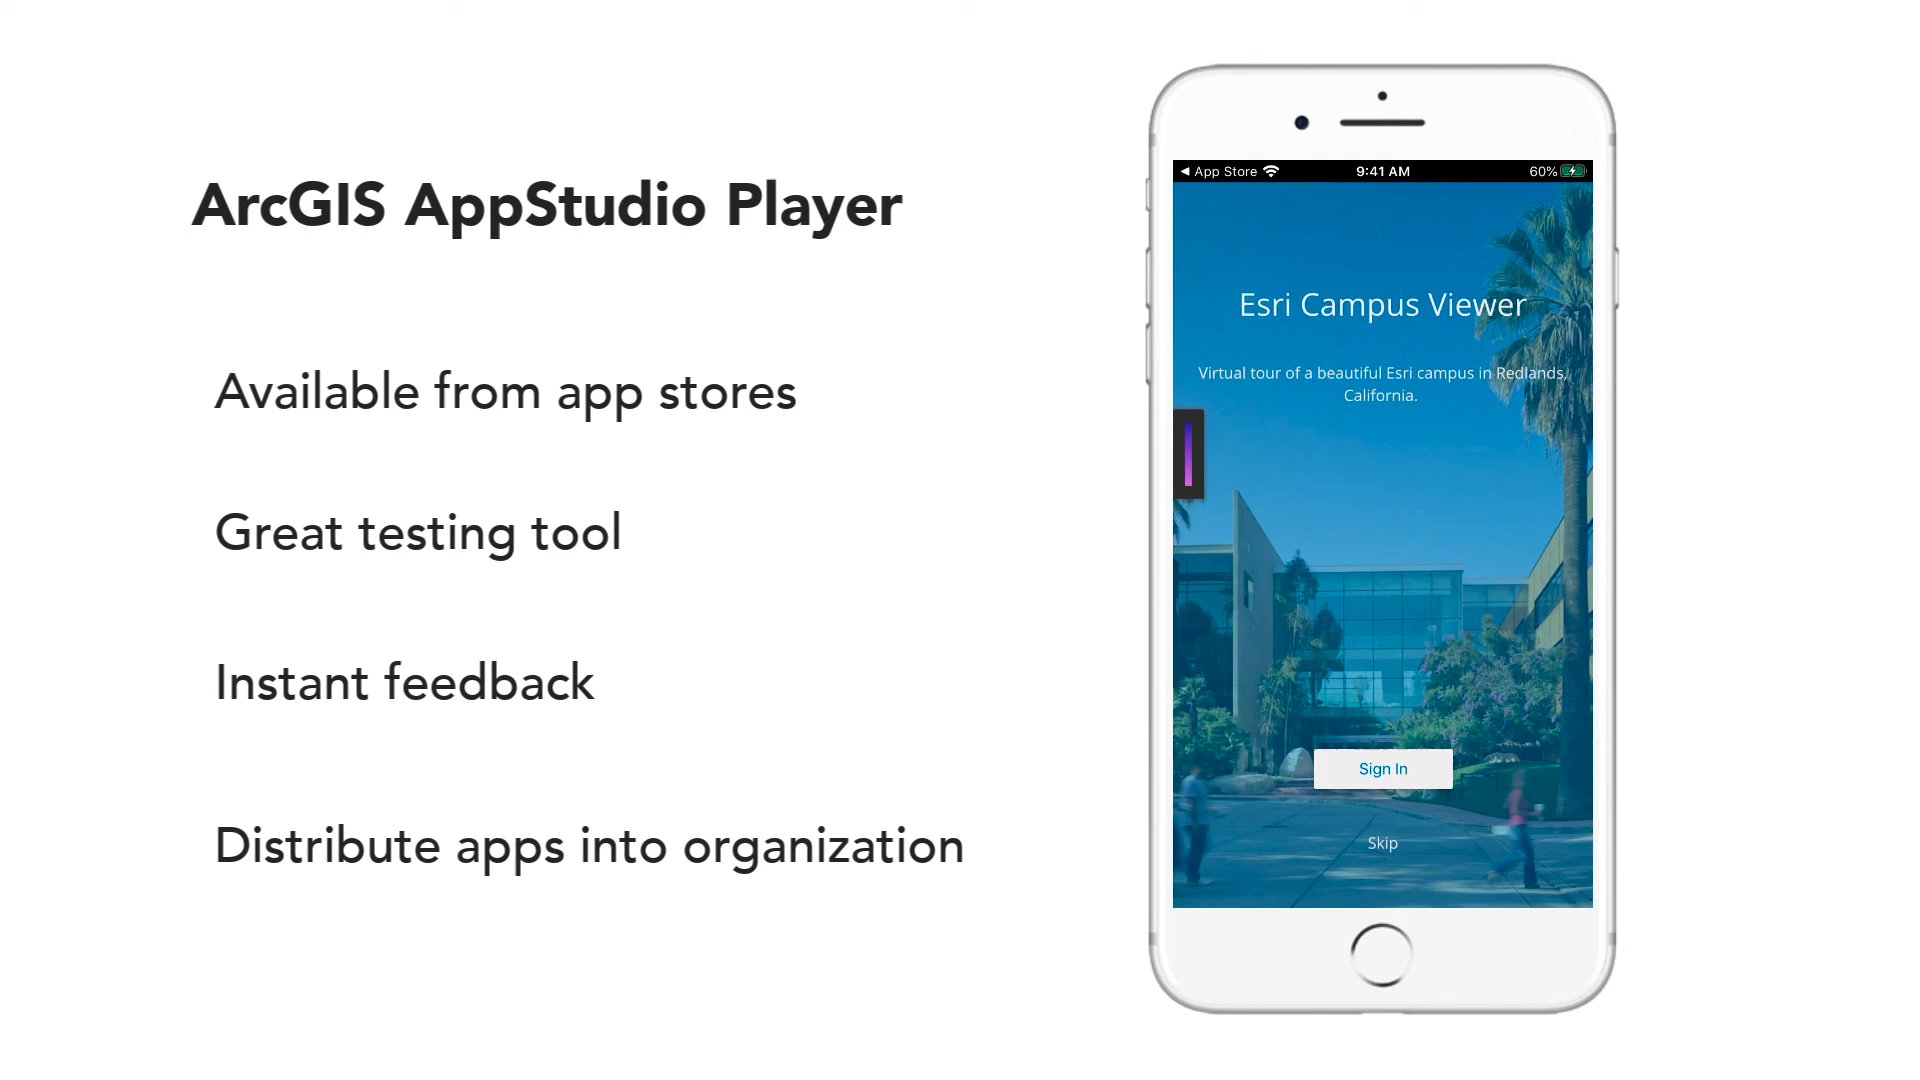 ArcGIS AppStudio Player
Available from app stores
Great testing tool
Instant feedback
Distribute apps into organization
◀ App Store 9:41 AM 60%
Esri Campus Viewer
Virtual tour of a beautiful Esri campus in Redlands,
California.
Sign In
Skip